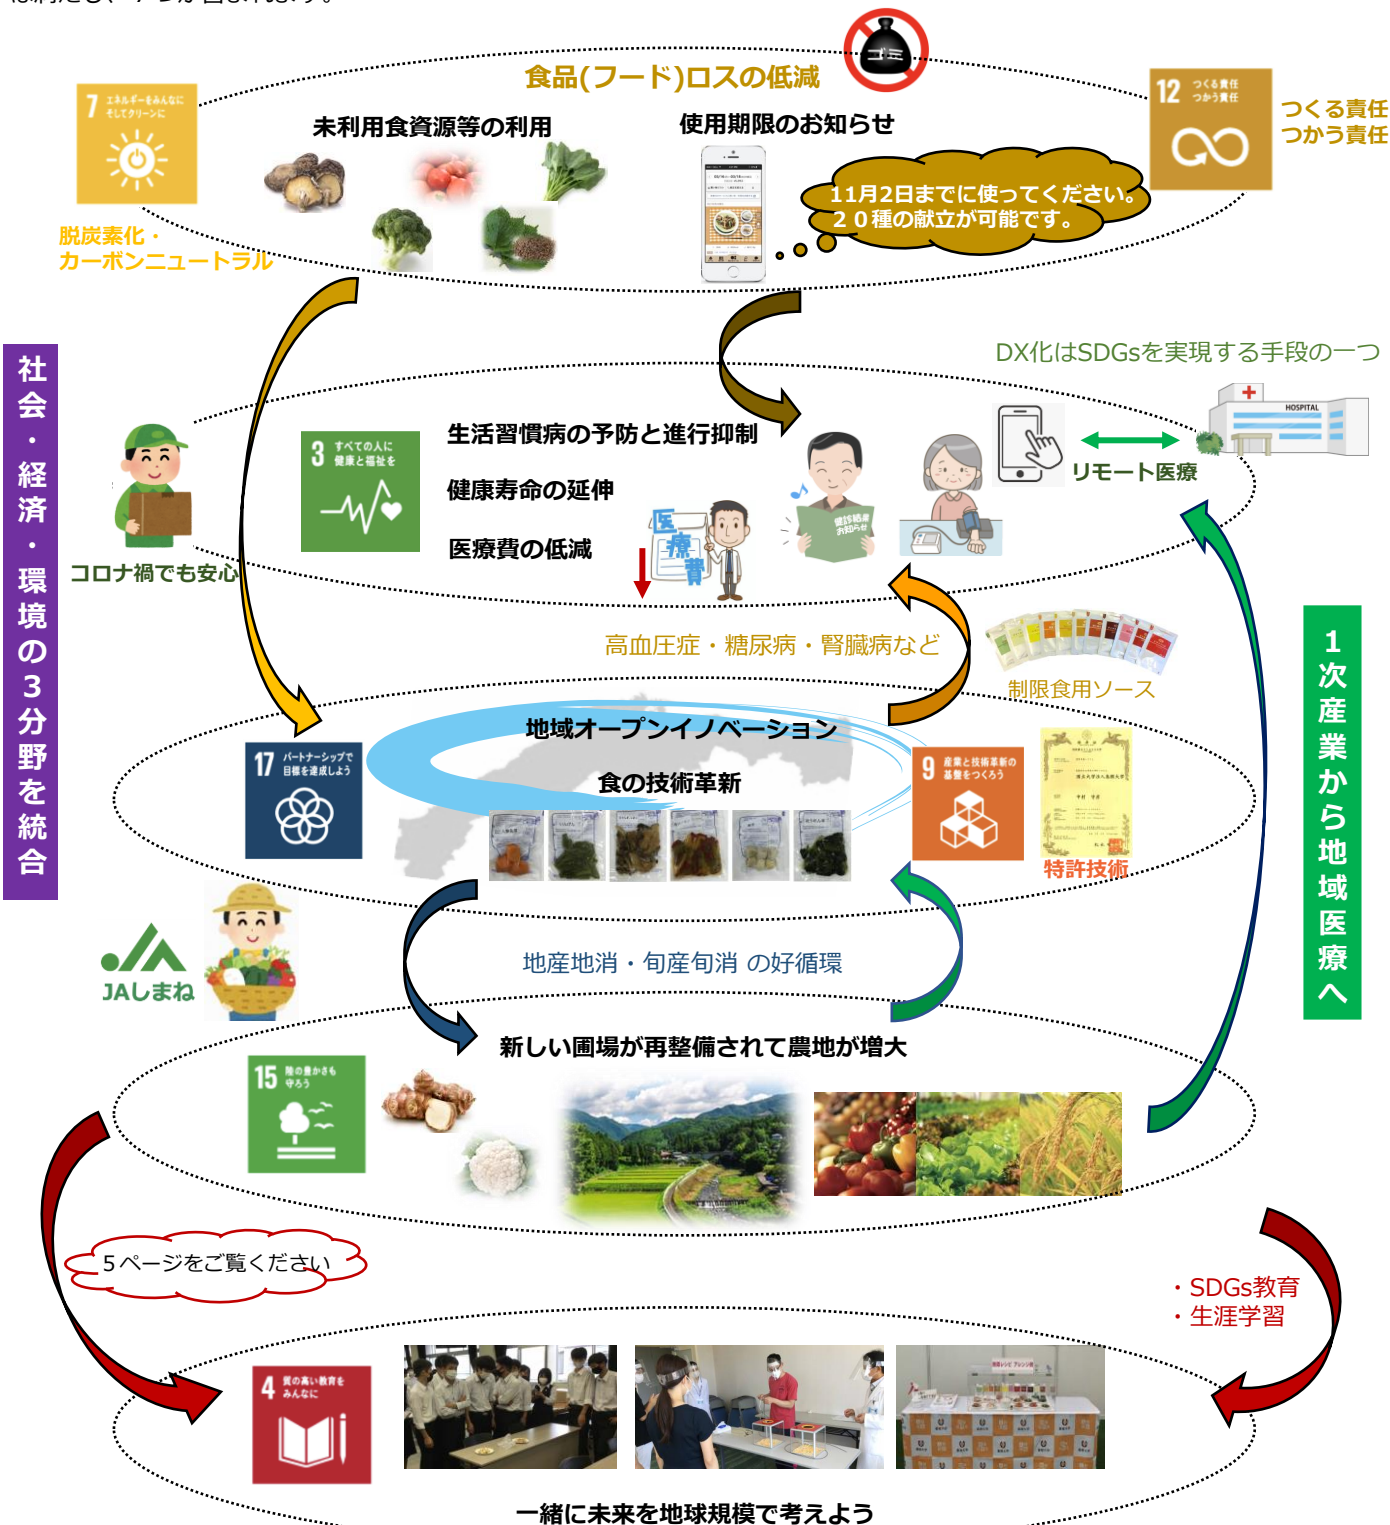 食品(フード)ロスの低減
ゴミ
7 エネルギーをみんなに
そしてクリーンに
未利用食資源等の利用
使用期限のお知らせ
12 つくる責任
つかう責任
つくる責任
つかう責任
11月2日までに使ってください。
２０種の献立が可能です。
脱炭素化・
カーボンニュートラル
社会・経済・環境の３分野を統合
DX化はSDGsを実現する手段の一つ
HOSPITAL
3 すべての人に
健康と福祉を
生活習慣病の予防と進行抑制
リモート医療
健康寿命の延伸
医療費
健診結果
お知らせ
医療費の低減
コロナ禍でも安心
1次産業から地域医療へ
高血圧症・糖尿病・腎臓病など
制限食用ソース
地域オープンイノベーション
17 パートナーシップで
目標を達成しよう
9 産業と技術革新の
基盤をつくろう
食の技術革新
特許技術
JAしまね
地産地消・旬産旬消 の好循環
新しい圃場が再整備されて農地が増大
15 陸の豊かさも
守ろう
５ページをご覧ください
・SDGs教育
・生涯学習
4 質の高い教育を
みんなに
一緒に未来を地球規模で考えよう